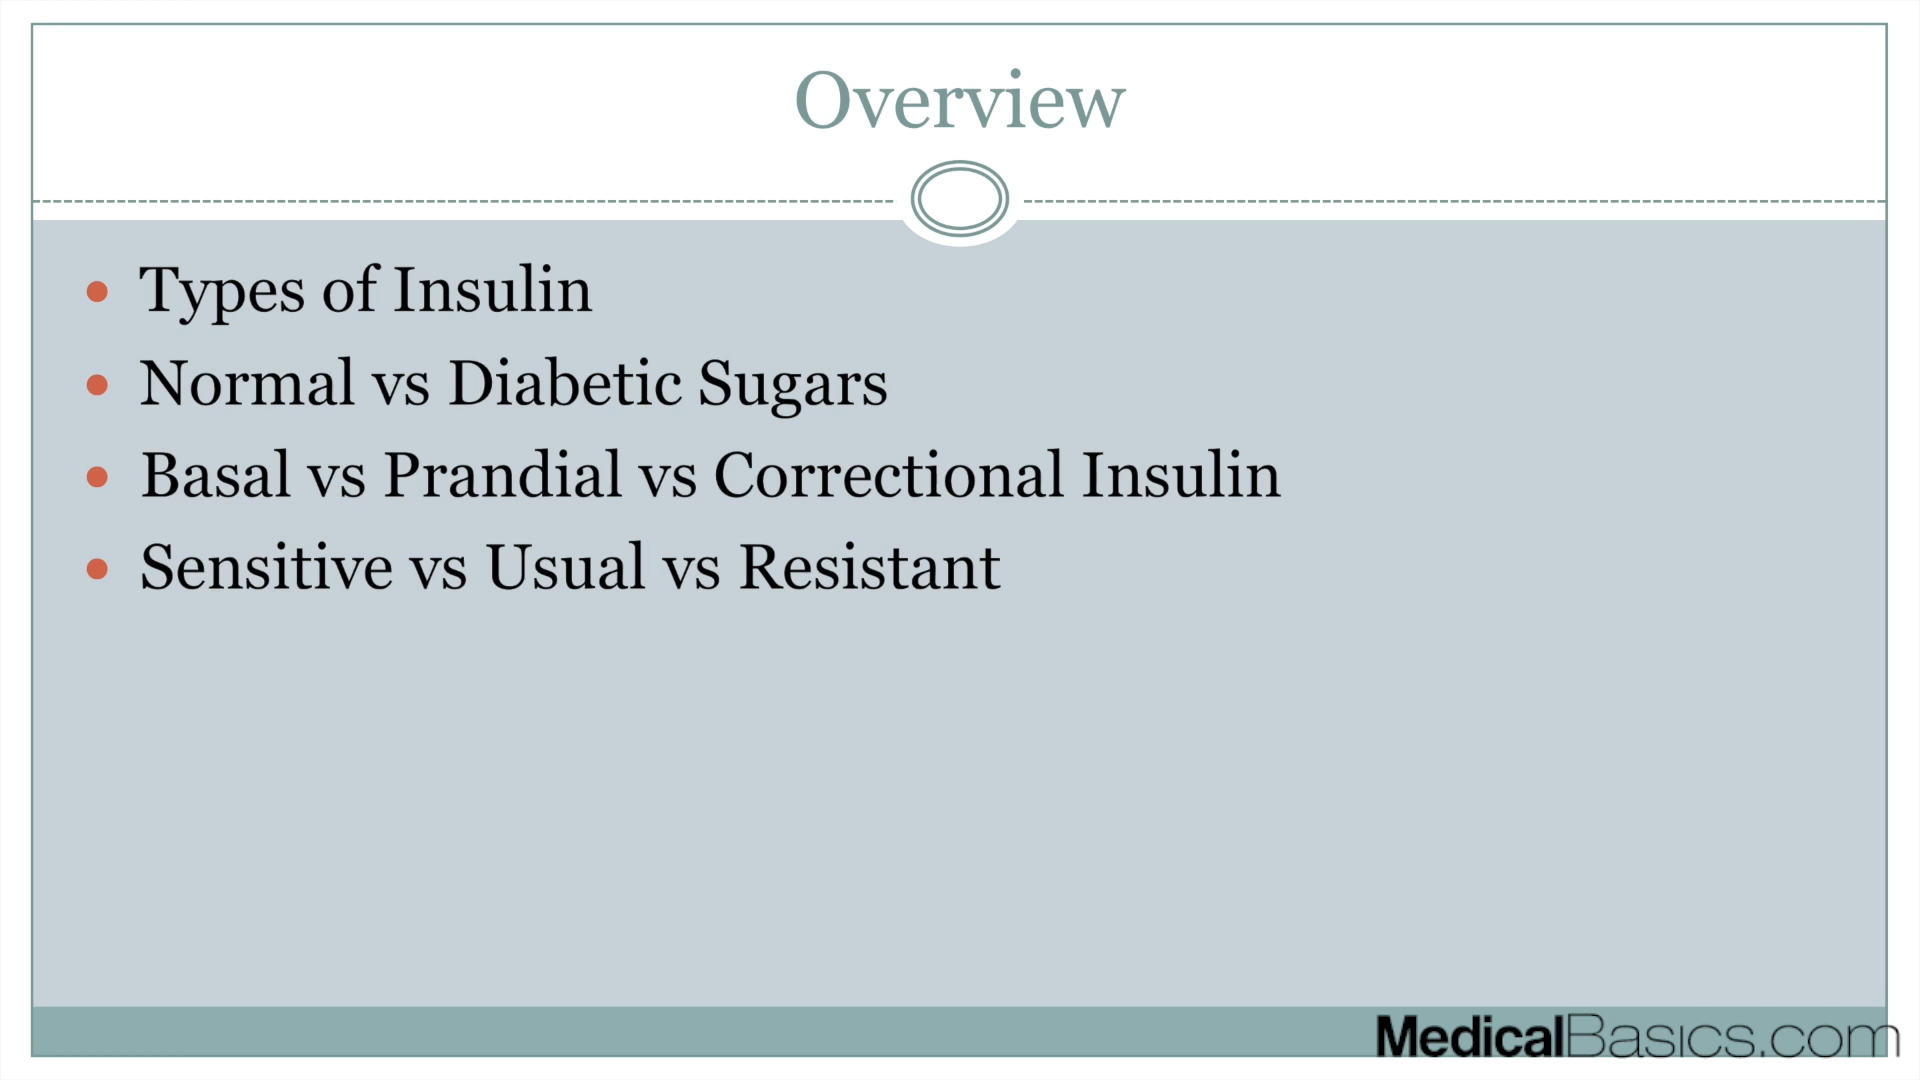 Overview
Types of Insulin
Normal vs Diabetic Sugars
Basal vs Prandial vs Correctional Insulin
Sensitive vs Usual vs Resistant
MedicalBasics.com